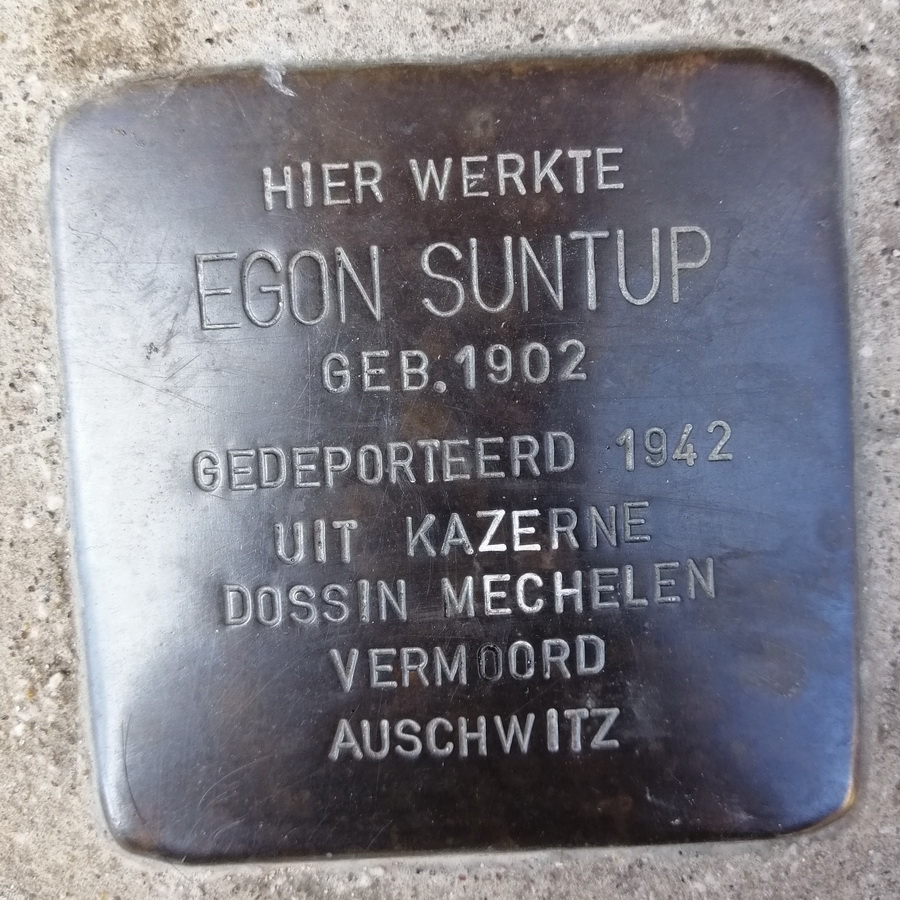 HIER WERKTE
EGON SUNTUP
GEB.1902
GEDEPORTEERD 1942
UIT KAZERNE
DOSSIN MECHELEN
VERMOORD
AUSCHWITZ